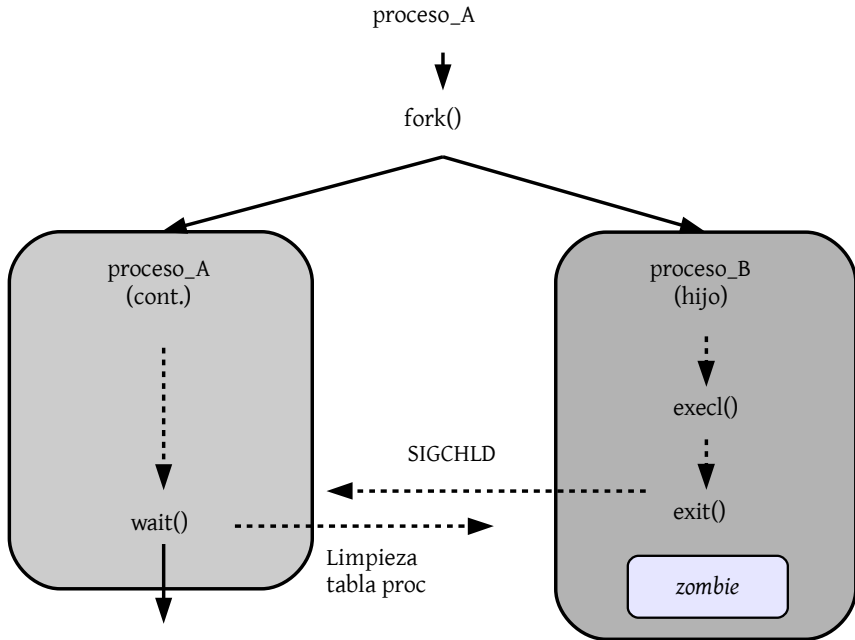 proceso_A
fork()
proceso_A
(cont.)
proceso_B
(hijo)
execl()
SIGCHLD
wait()
exit()
Limpieza
tabla proc
zombie